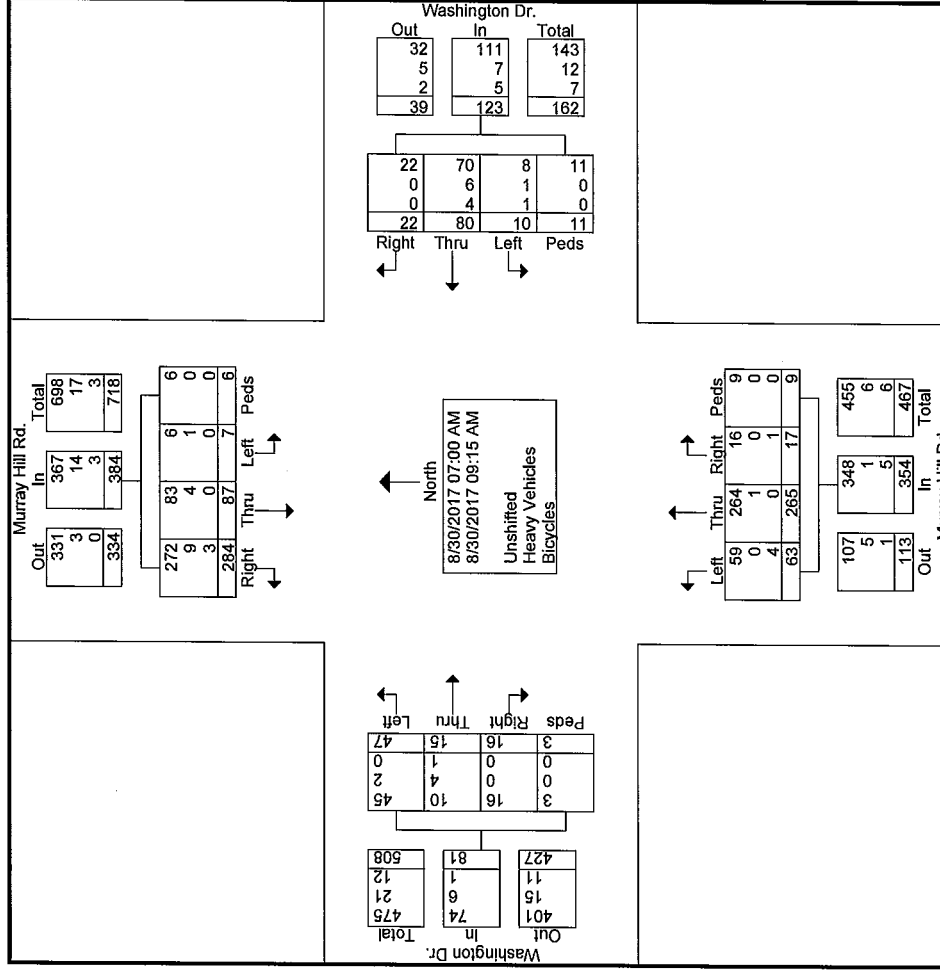 Washington Dr.
Out In Total
32 111 143
5 7 12
2 5 7
39 123 162
22 70 8 11
0 6 1 0
0 4 1 0
22 80 10 11
Right Thru Left Peds
Murray Hill Rd.
Out In Total
331 367 698
3 14 17
0 3 3
334 384 718
272 83 6 6
9 4 1 0
3 0 0 0
284 87 7 6
Right Thru Left Peds
North
8/30/2017 07:00 AM
8/30/2017 09:15 AM
Unshifted
Heavy Vehicles
Bicycles
Left Thru Right Peds
59 264 16 9
0 1 0 0
4 0 1 0
63 265 17 9
107 348 455
5 1 6
1 5 6
113 354 467
Out In Total
Left Thru Right Peds
47 15 16 3
0 1 0 0
2 4 0 0
45 10 16 3
508 81 427
12 1 11
21 6 15
475 74 401
Total In Out
Washington Dr.